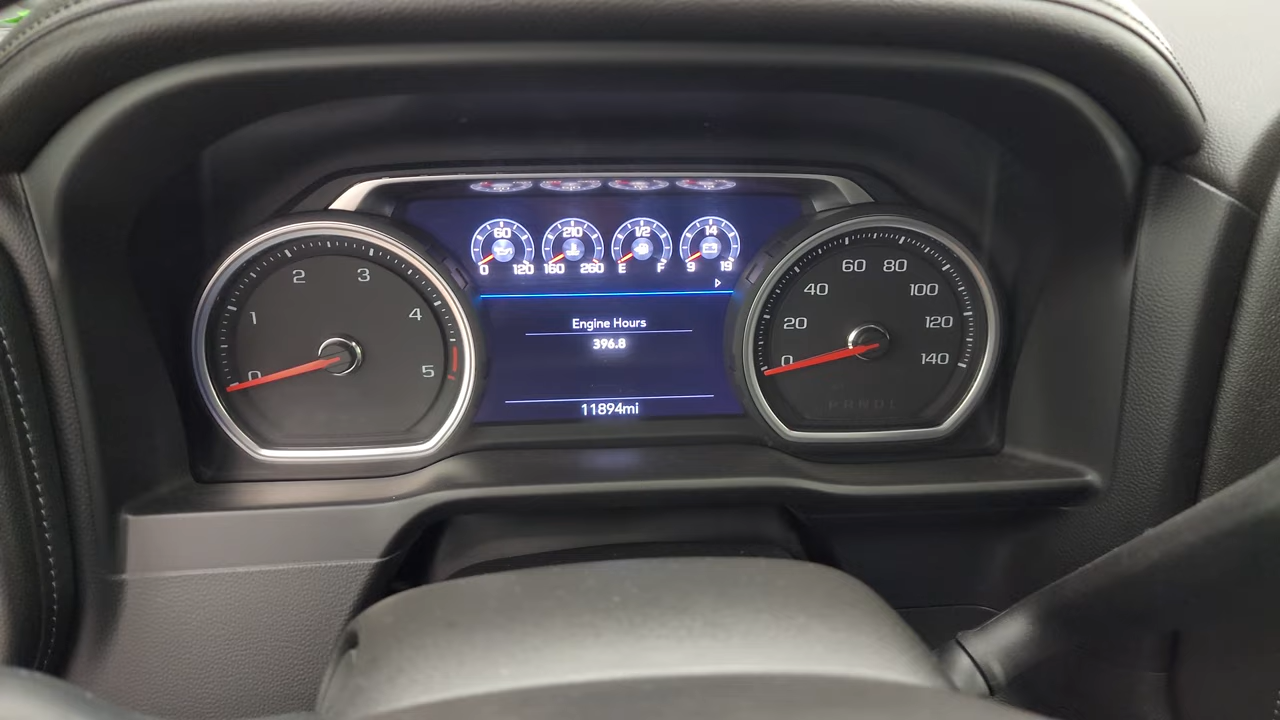 60 210 1/2 14
0 120 160 260 E F 9 19
Engine Hours
396.8
11894mi
0 1 2 3 4 5
0 20 40 60 80 100 120 140
PRNDL